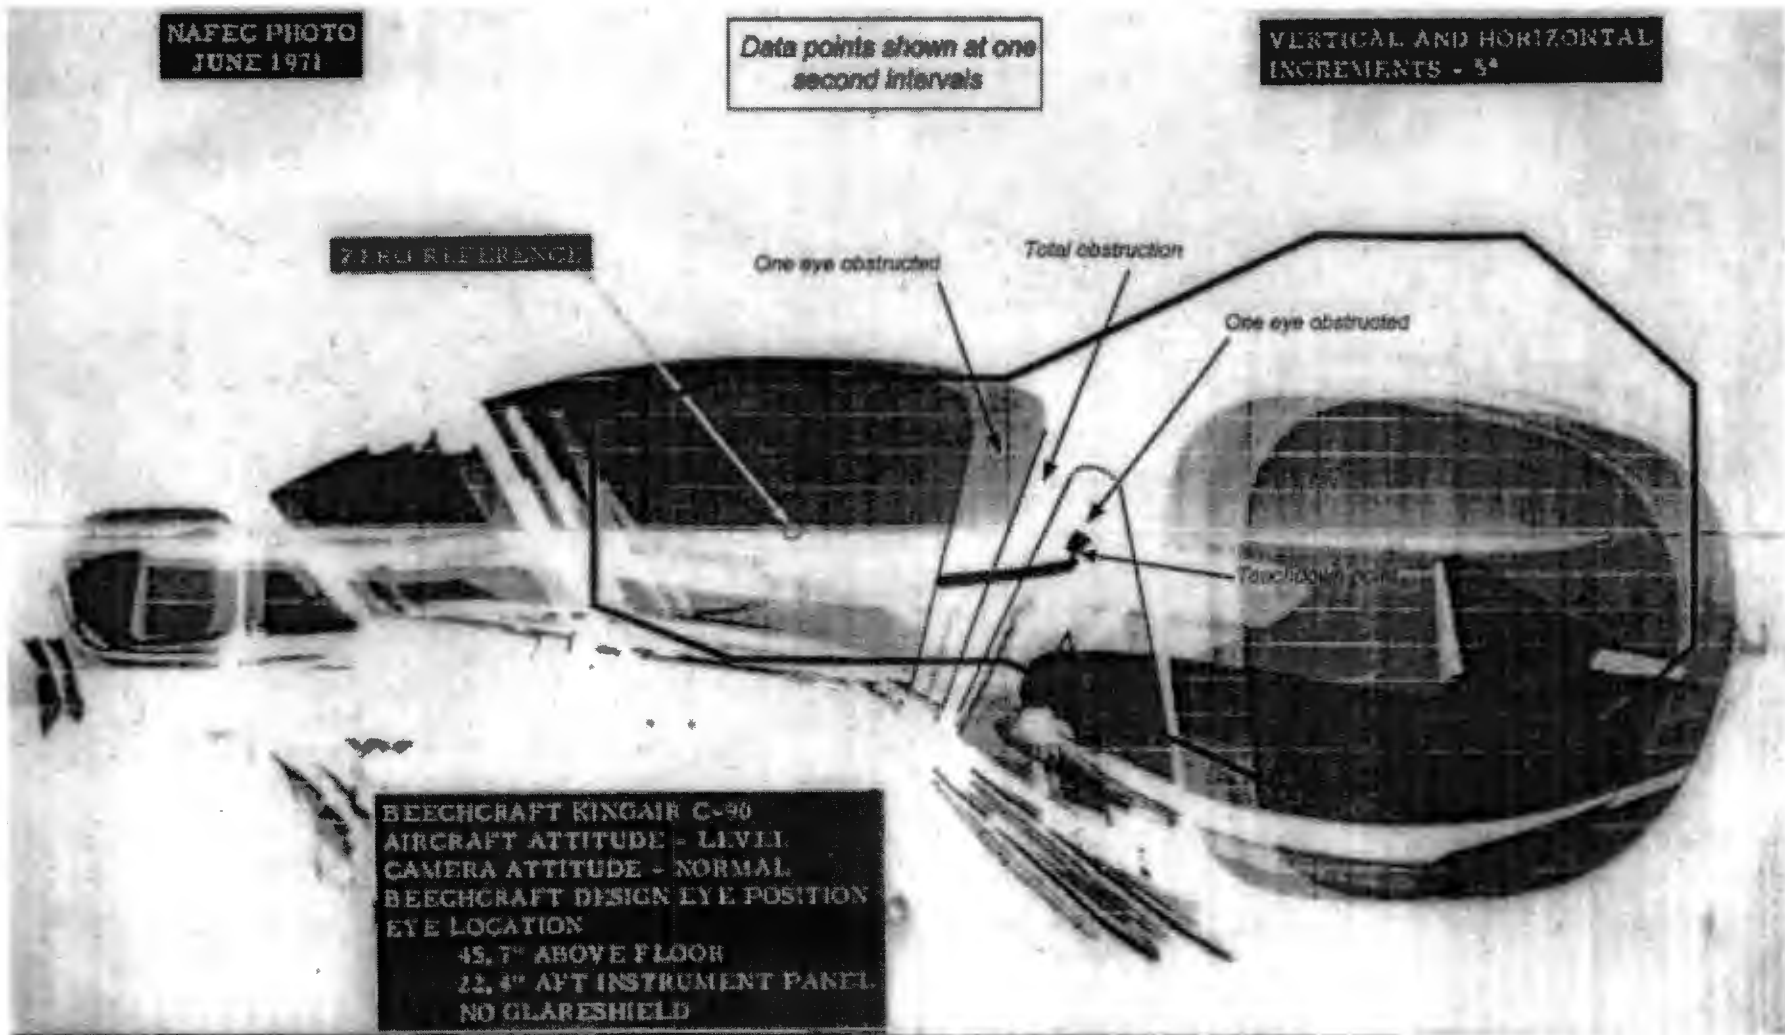 NAFEC PHOTO
JUNE 1971
Data points shown at one
second intervals
VERTICAL AND HORIZONTAL
INCREMENTS - 5°
ZERO REFERENCE
One eye obstructed
Total obstruction
One eye obstructed
Touchdown point
BEECHCRAFT KINGAIR C-90
AIRCRAFT ATTITUDE - LEVEL
CAMERA ATTITUDE - NORMAL
BEECHCRAFT DESIGN EYE POSITION
EYE LOCATION
45.7" ABOVE FLOOR
22.4" AFT INSTRUMENT PANEL
NO GLARESHIELD